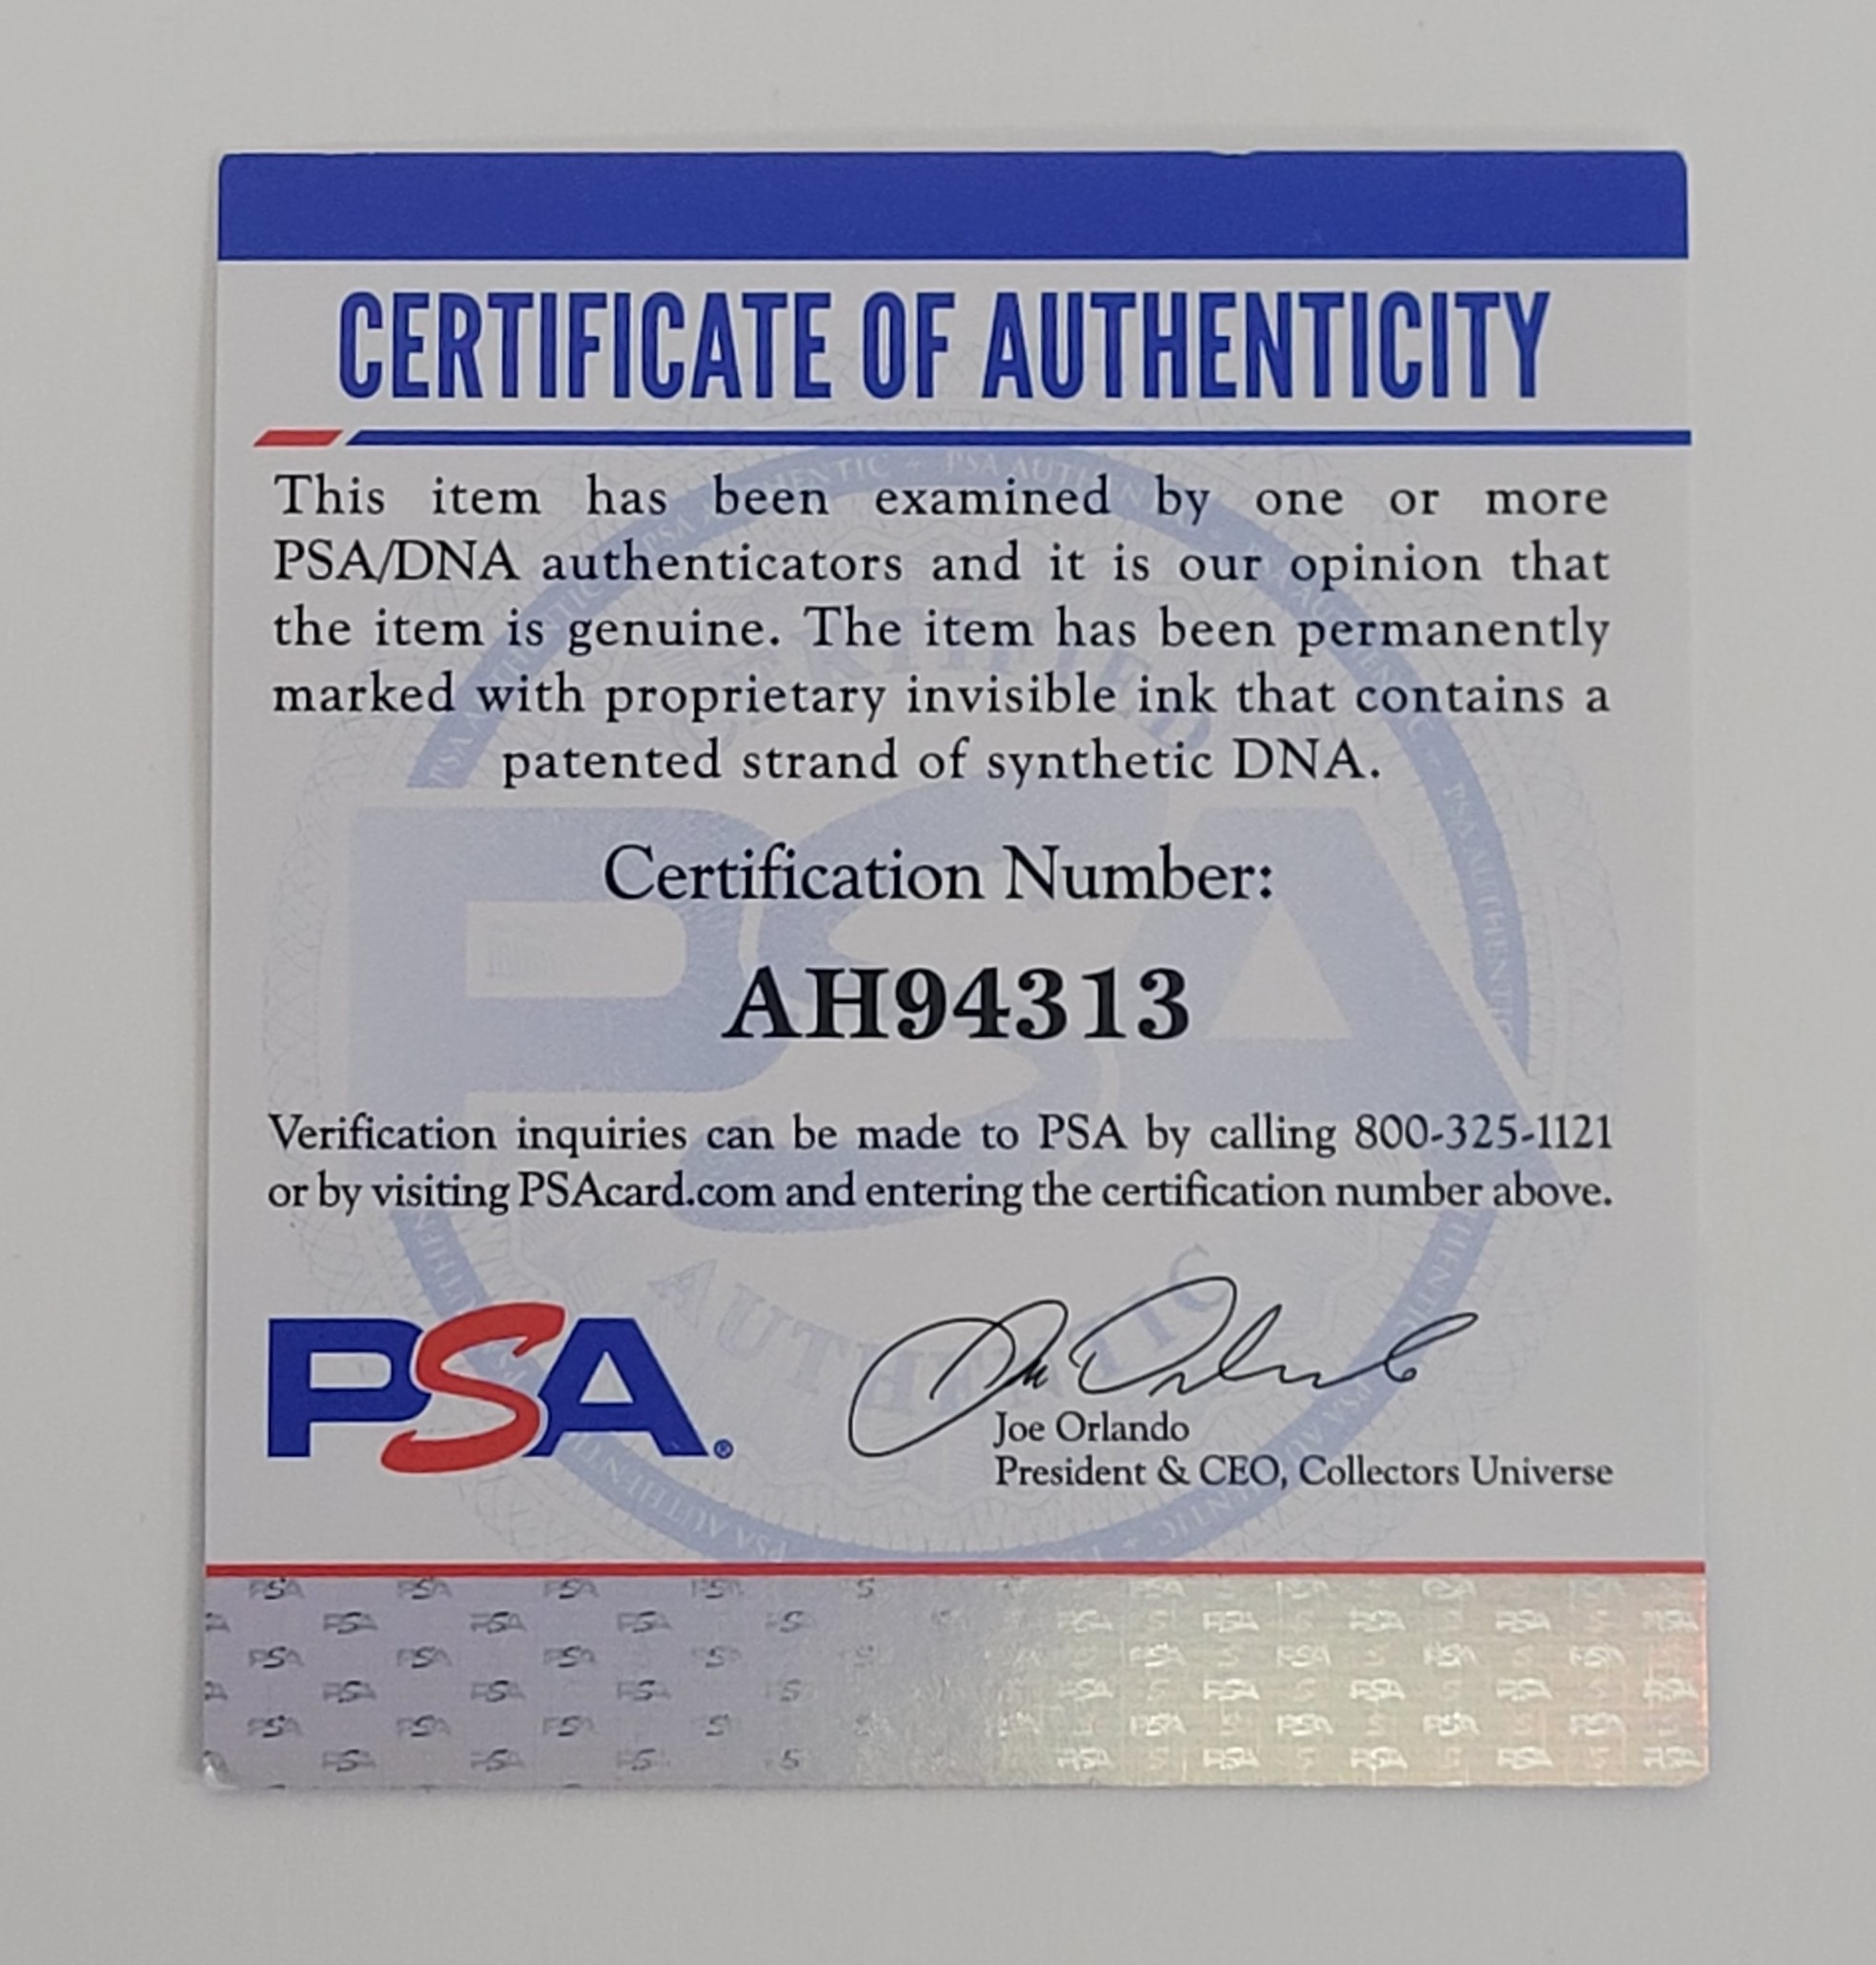 CERTIFICATE OF AUTHENTICITY
This item has been examined by one or more
PSA/DNA authenticators and it is our opinion that
the item is genuine. The item has been permanently
marked with proprietary invisible ink that contains a
patented strand of synthetic DNA.
Certification Number:
AH94313
Verification inquiries can be made to PSA by calling 800-325-1121
or by visiting PSAcard.com and entering the certification number above.
PSA®
Joe Orlando
President & CEO, Collectors Universe